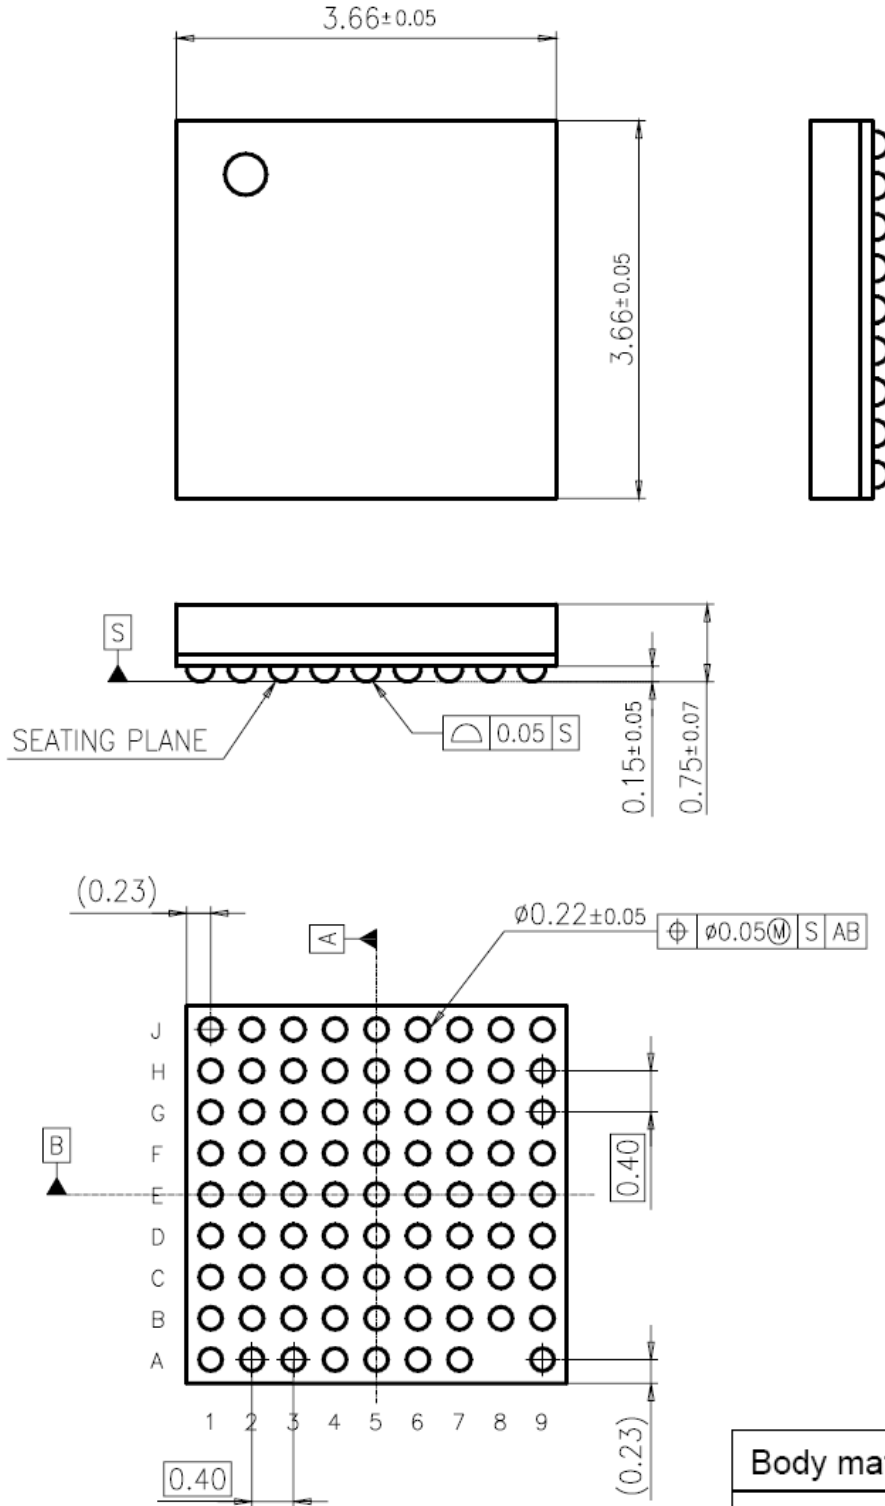 3.66±0.05
3.66±0.05
S
SEATING PLANE
⌓ 0.05 S
0.15±0.05
0.75±0.07
(0.23)
A
ø0.22±0.05
⌖ ø0.05Ⓜ S AB
J
H
G
F
B
E
0.40
D
C
B
A
1 2 3 4 5 6 7 8 9
(0.23)
0.40
Body ma